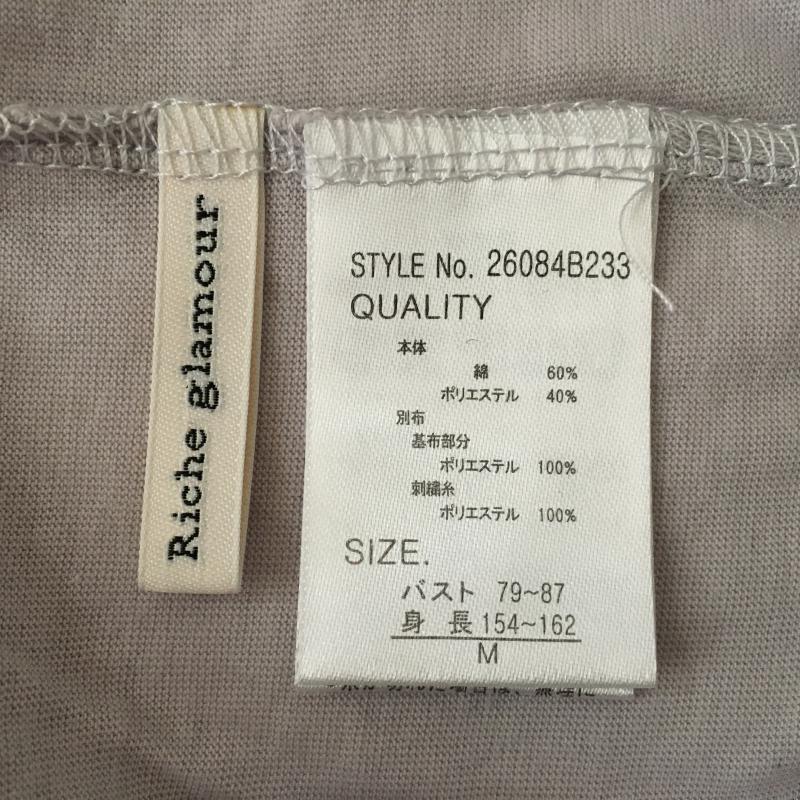 Riche glamour
STYLE No. 26084B233
QUALITY
本体
綿 60%
ポリエステル 40%
別布
基布部分
ポリエステル 100%
刺繍糸
ポリエステル 100%
SIZE.
バスト 79~87
身長 154~162
M